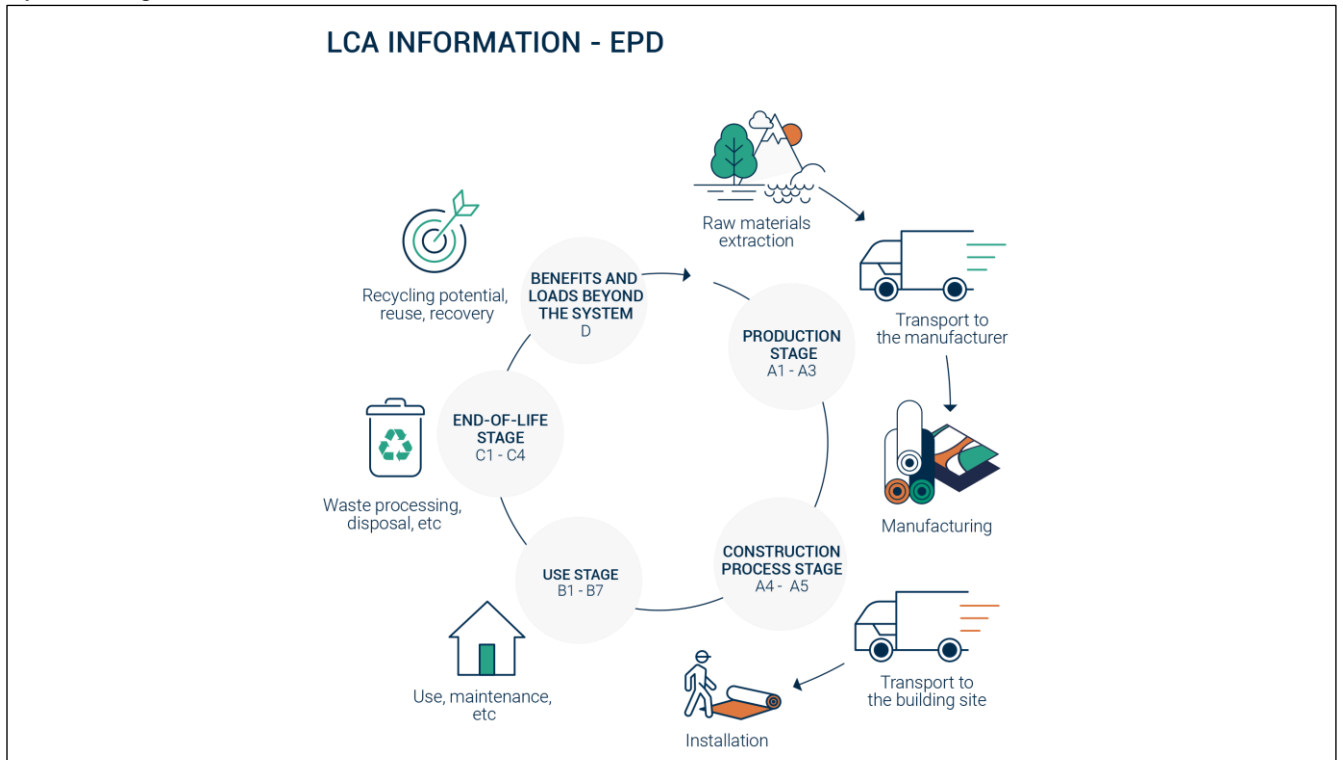 LCA INFORMATION - EPD
Raw materials
extraction
Transport to
the manufacturer
Manufacturing
Transport to
the building site
Installation
Use, maintenance,
etc
Waste processing,
disposal, etc
Recycling potential,
reuse, recovery
BENEFITS AND
LOADS BEYOND
THE SYSTEM
D
PRODUCTION
STAGE
A1 - A3
CONSTRUCTION
PROCESS STAGE
A4 - A5
USE STAGE
B1 - B7
END-OF-LIFE
STAGE
C1 - C4